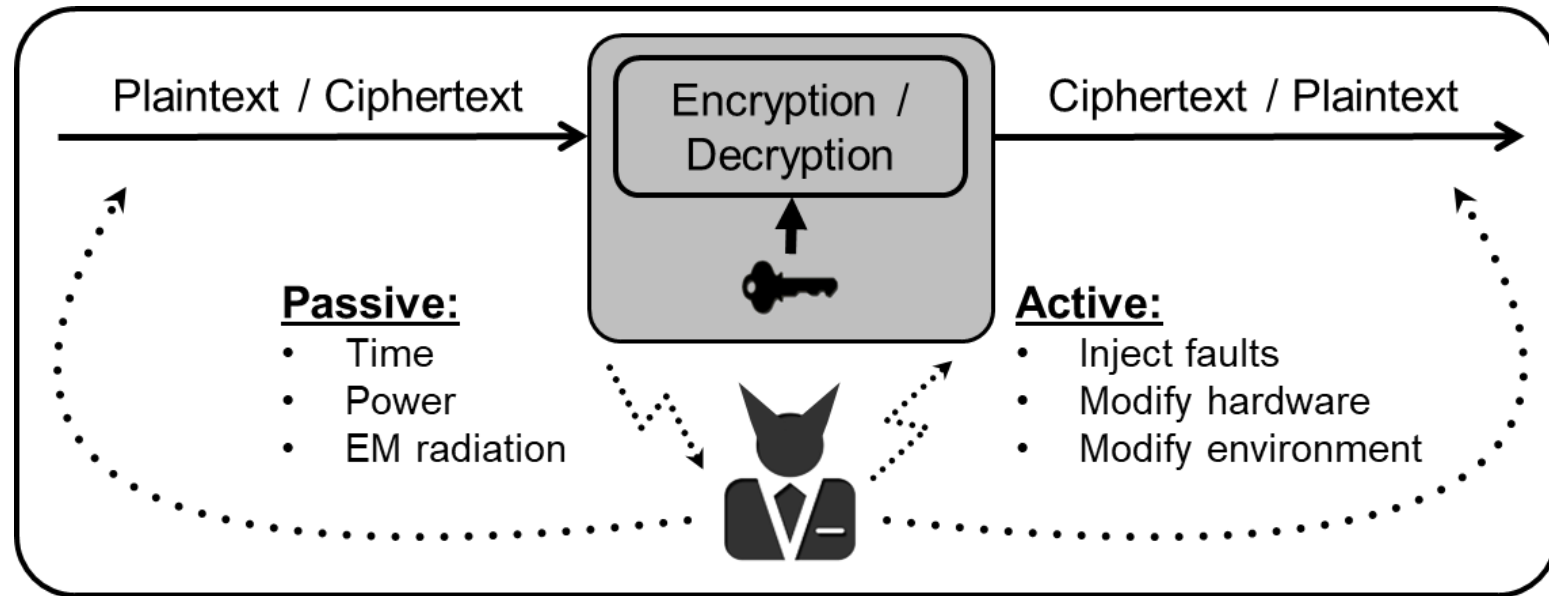 Plaintext / Ciphertext
Encryption /
Decryption
Ciphertext / Plaintext
Passive:
• Time
• Power
• EM radiation
Active:
• Inject faults
• Modify hardware
• Modify environment